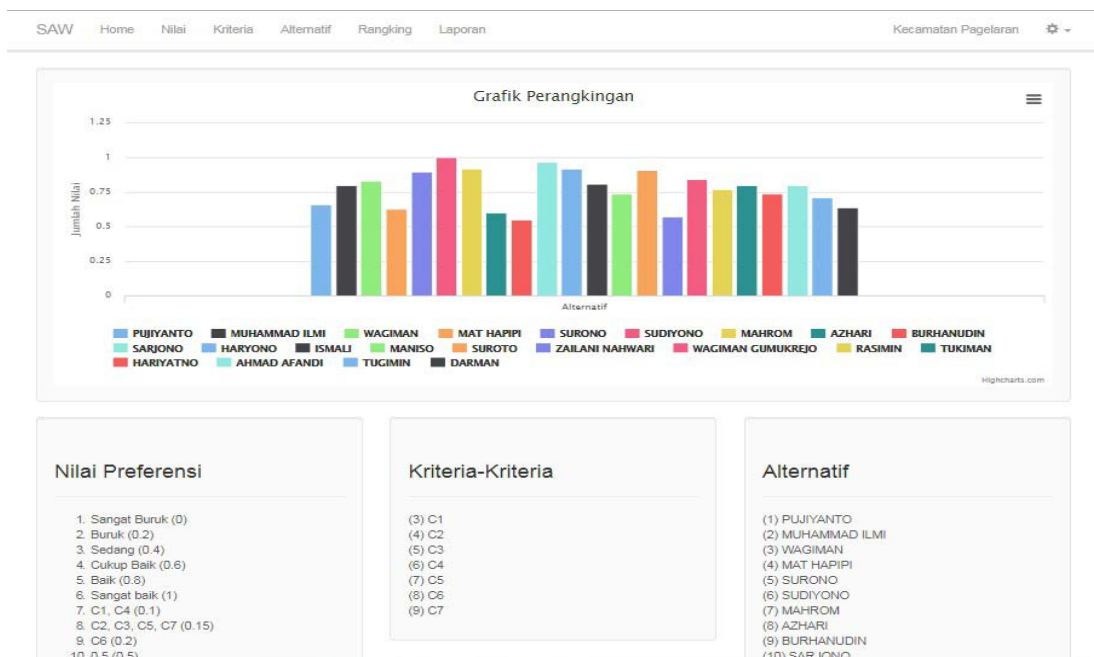 SAW Home Nilai Kriteria Alternatif Rangking Laporan Kecamatan Pagelaran
Grafik Perangkingan
1.25
1
0.75
0.5
0.25
0
Jumlah Nilai
Alternatif
PUJIYANTO MUHAMMAD ILMI WAGIMAN MAT HAPIPI SURONO SUDIYONO MAHROM AZHARI BURHANUDIN
SARJONO HARYONO ISMALI MANISO SUROTO ZAILANI NAHWARI WAGIMAN GUMUKREJO RASIMIN TUKIMAN
HARIYATNO AHMAD AFANDI TUGIMIN DARMAN
Highcharts.com
Nilai Preferensi
1. Sangat Buruk (0)
2. Buruk (0.2)
3. Sedang (0.4)
4. Cukup Baik (0.6)
5. Baik (0.8)
6. Sangat baik (1)
7. C1, C4 (0.1)
8. C2, C3, C5, C7 (0.15)
9. C6 (0.2)
10. 0.5 (0.5)
Kriteria-Kriteria
(3) C1
(4) C2
(5) C3
(6) C4
(7) C5
(8) C6
(9) C7
Alternatif
(1) PUJIYANTO
(2) MUHAMMAD ILMI
(3) WAGIMAN
(4) MAT HAPIPI
(5) SURONO
(6) SUDIYONO
(7) MAHROM
(8) AZHARI
(9) BURHANUDIN
(10) SARJONO